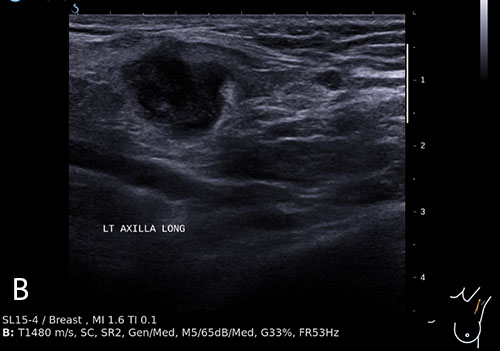 S
1
2
3
4
LT AXILLA LONG
B
SL15-4 / Breast , MI 1.6 TI 0.1
B: T1480 m/s, SC, SR2, Gen/Med, M5/65dB/Med, G33%, FR53Hz